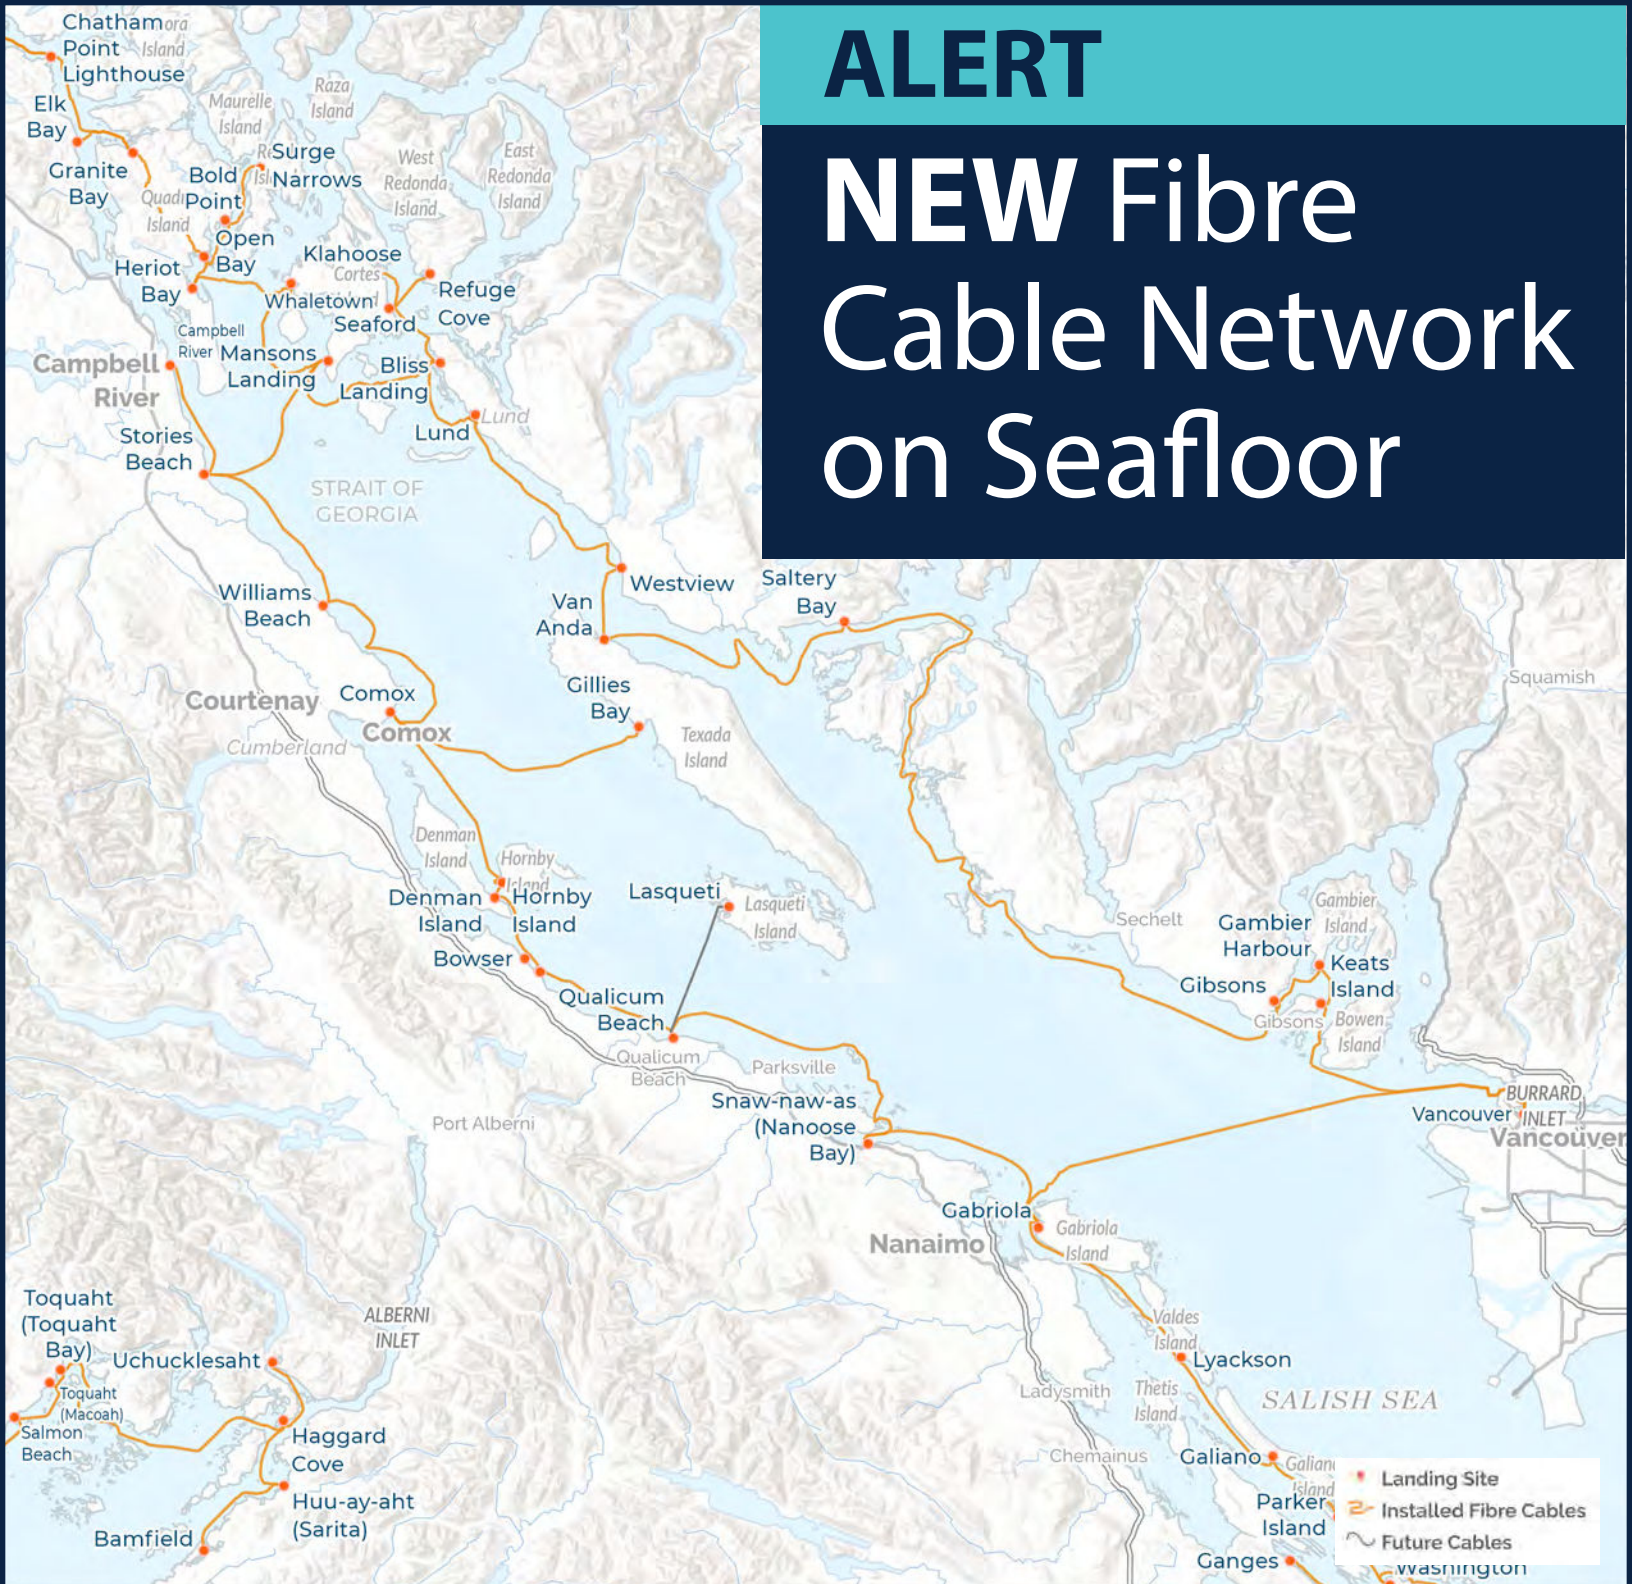 ALERT
NEW Fibre
Cable Network
on Seafloor
Chatham
Point
Lighthouse
Island
Elk
Bay
Granite
Bay
Maurelle
Island
Raza
Island
Surge
Narrows
Bold
Point
Island
Open
Bay
Heriot
Bay
West
Redonda
Island
East
Redonda
Island
Klahoose
Cortes
Whaletown
Seaford
Refuge
Cove
Campbell
River
Campbell
River
Mansons
Landing
Bliss
Landing
Lund
Lund
Stories
Beach
STRAIT OF
GEORGIA
Williams
Beach
Westview
Saltery
Bay
Van
Anda
Squamish
Courtenay
Comox
Comox
Cumberland
Gillies
Bay
Texada
Island
Denman
Island
Hornby
Island
Denman
Island
Hornby
Island
Lasqueti
Lasqueti
Island
Bowser
Sechelt
Gambier
Island
Gambier
Harbour
Keats
Island
Gibsons
Gibsons
Bowen
Island
Qualicum
Beach
Qualicum
Beach
Parksville
Snaw-naw-as
(Nanoose
Bay)
Port Alberni
BURRARD
INLET
Vancouver
Vancouver
Gabriola
Gabriola
Island
Nanaimo
Toquaht
(Toquaht
Bay)
ALBERNI
INLET
Uchucklesaht
Toquaht
(Macoah)
Salmon
Beach
Haggard
Cove
Huu-ay-aht
(Sarita)
Bamfield
Valdes
Island
Lyackson
Ladysmith
Thetis
Island
SALISH SEA
Chemainus
Galiano
Island
Parker
Island
Ganges
Washington
Landing Site
Installed Fibre Cables
Future Cables